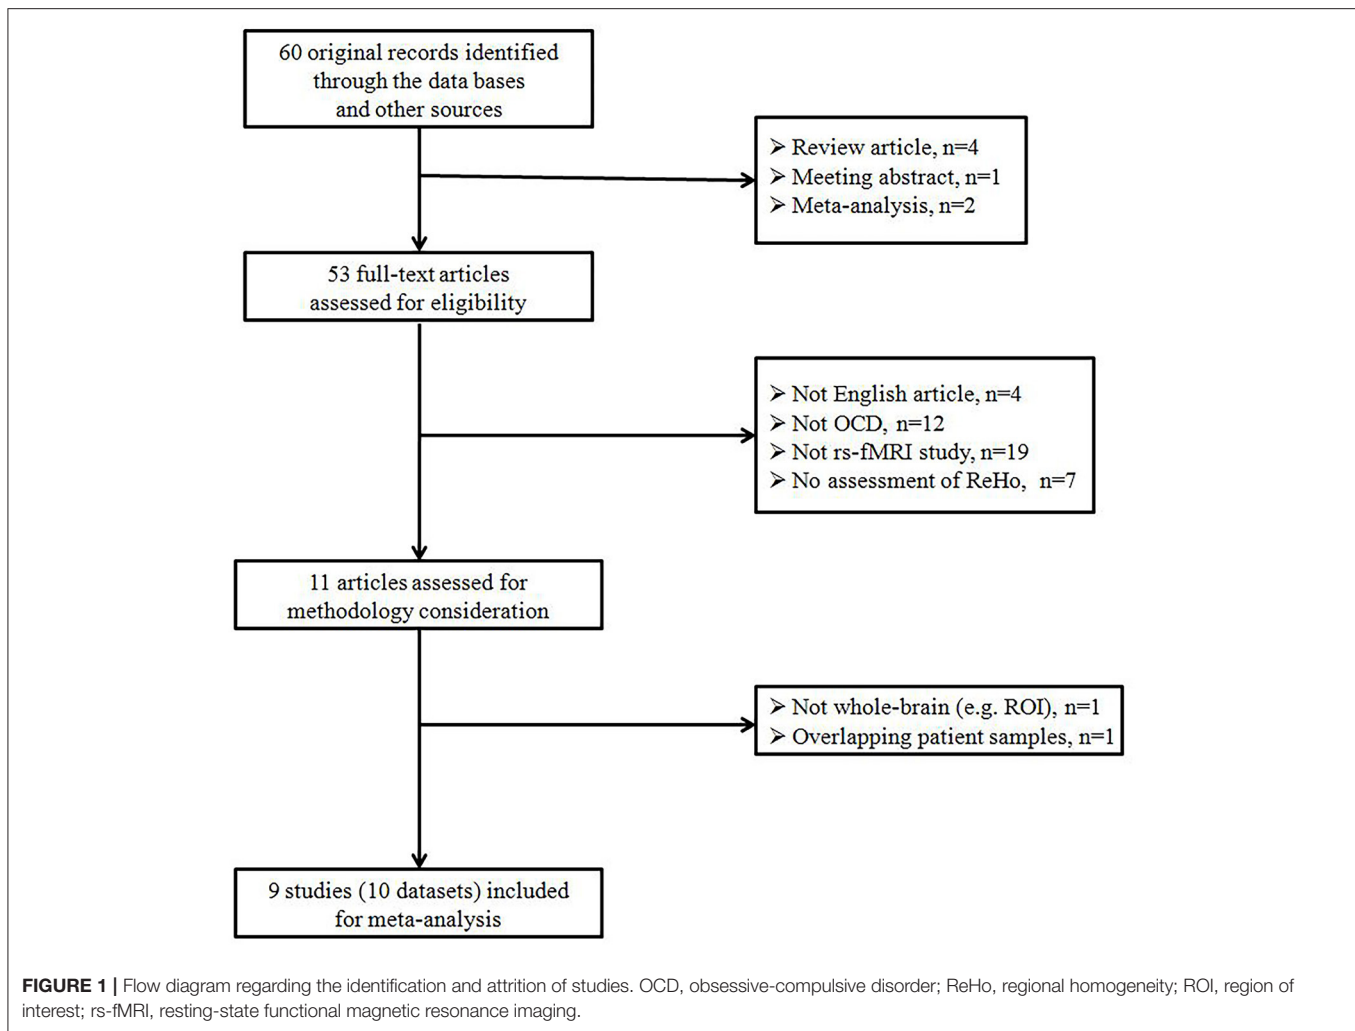 60 original records identified
through the data bases
and other sources
➢ Review article, n=4
➢ Meeting abstract, n=1
➢ Meta-analysis, n=2
53 full-text articles
assessed for eligibility
➢ Not English article, n=4
➢ Not OCD, n=12
➢ Not rs-fMRI study, n=19
➢ No assessment of ReHo, n=7
11 articles assessed for
methodology consideration
➢ Not whole-brain (e.g. ROI), n=1
➢ Overlapping patient samples, n=1
9 studies (10 datasets) included
for meta-analysis
FIGURE 1 | Flow diagram regarding the identification and attrition of studies. OCD, obsessive-compulsive disorder; ReHo, regional homogeneity; ROI, region of
interest; rs-fMRI, resting-state functional magnetic resonance imaging.